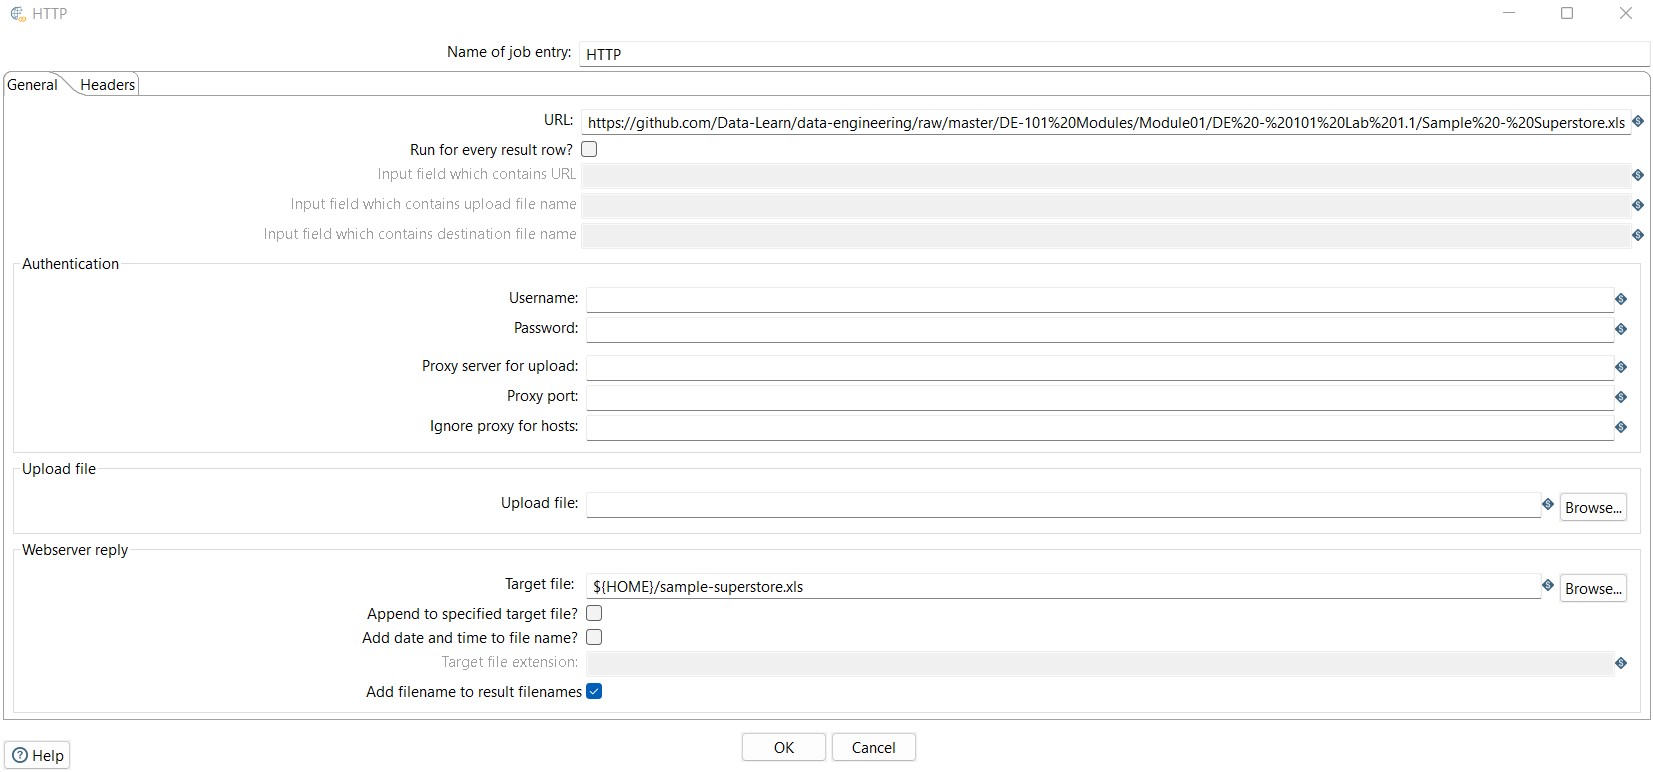 HTTP
Name of job entry: HTTP
General Headers
URL: https://github.com/Data-Learn/data-engineering/raw/master/DE-101%20Modules/Module01/DE%20-%20101%20Lab%201.1/Sample%20-%20Superstore.xls
Run for every result row?
Input field which contains URL
Input field which contains upload file name
Input field which contains destination file name
Authentication
Username:
Password:
Proxy server for upload:
Proxy port:
Ignore proxy for hosts:
Upload file
Upload file: Browse...
Webserver reply
Target file: ${HOME}/sample-superstore.xls Browse...
Append to specified target file?
Add date and time to file name?
Target file extension:
Add filename to result filenames
Help OK Cancel